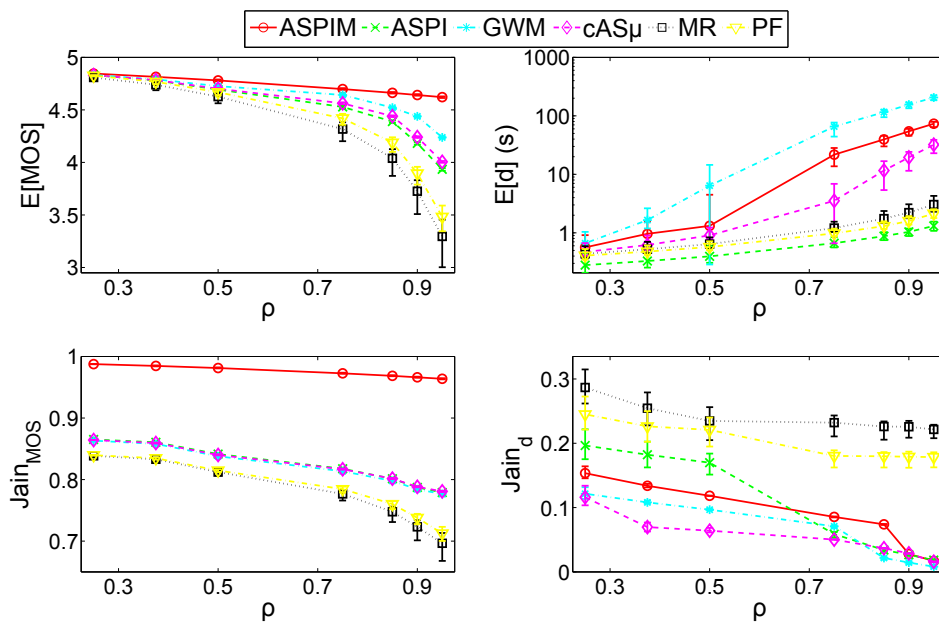 ASPIM ASPI GWM cASμ MR PF
5
4.5
4
3.5
3
E[MOS]
0.3 0.5 0.7 0.9
ρ
1000
100
10
1
E[d] (s)
0.3 0.5 0.7 0.9
ρ
1
0.9
0.8
0.7
Jain_MOS
0.3 0.5 0.7 0.9
ρ
0.3
0.2
0.1
0
Jain_d
0.3 0.5 0.7 0.9
ρ